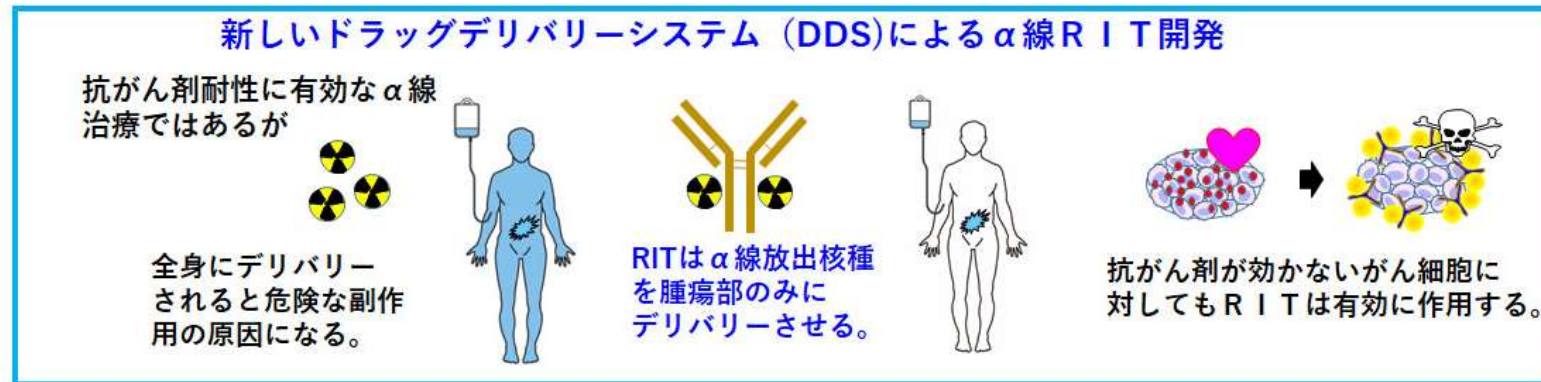 新しいドラッグデリバリーシステム (DDS)によるα線RIT開発
抗がん剤耐性に有効なα線
治療ではあるが
全身にデリバリー
されると危険な副作
用の原因になる。
RITはα線放出核種
を腫瘍部のみに
デリバリーさせる。
抗がん剤が効かないがん細胞に
対してもRITは有効に作用する。